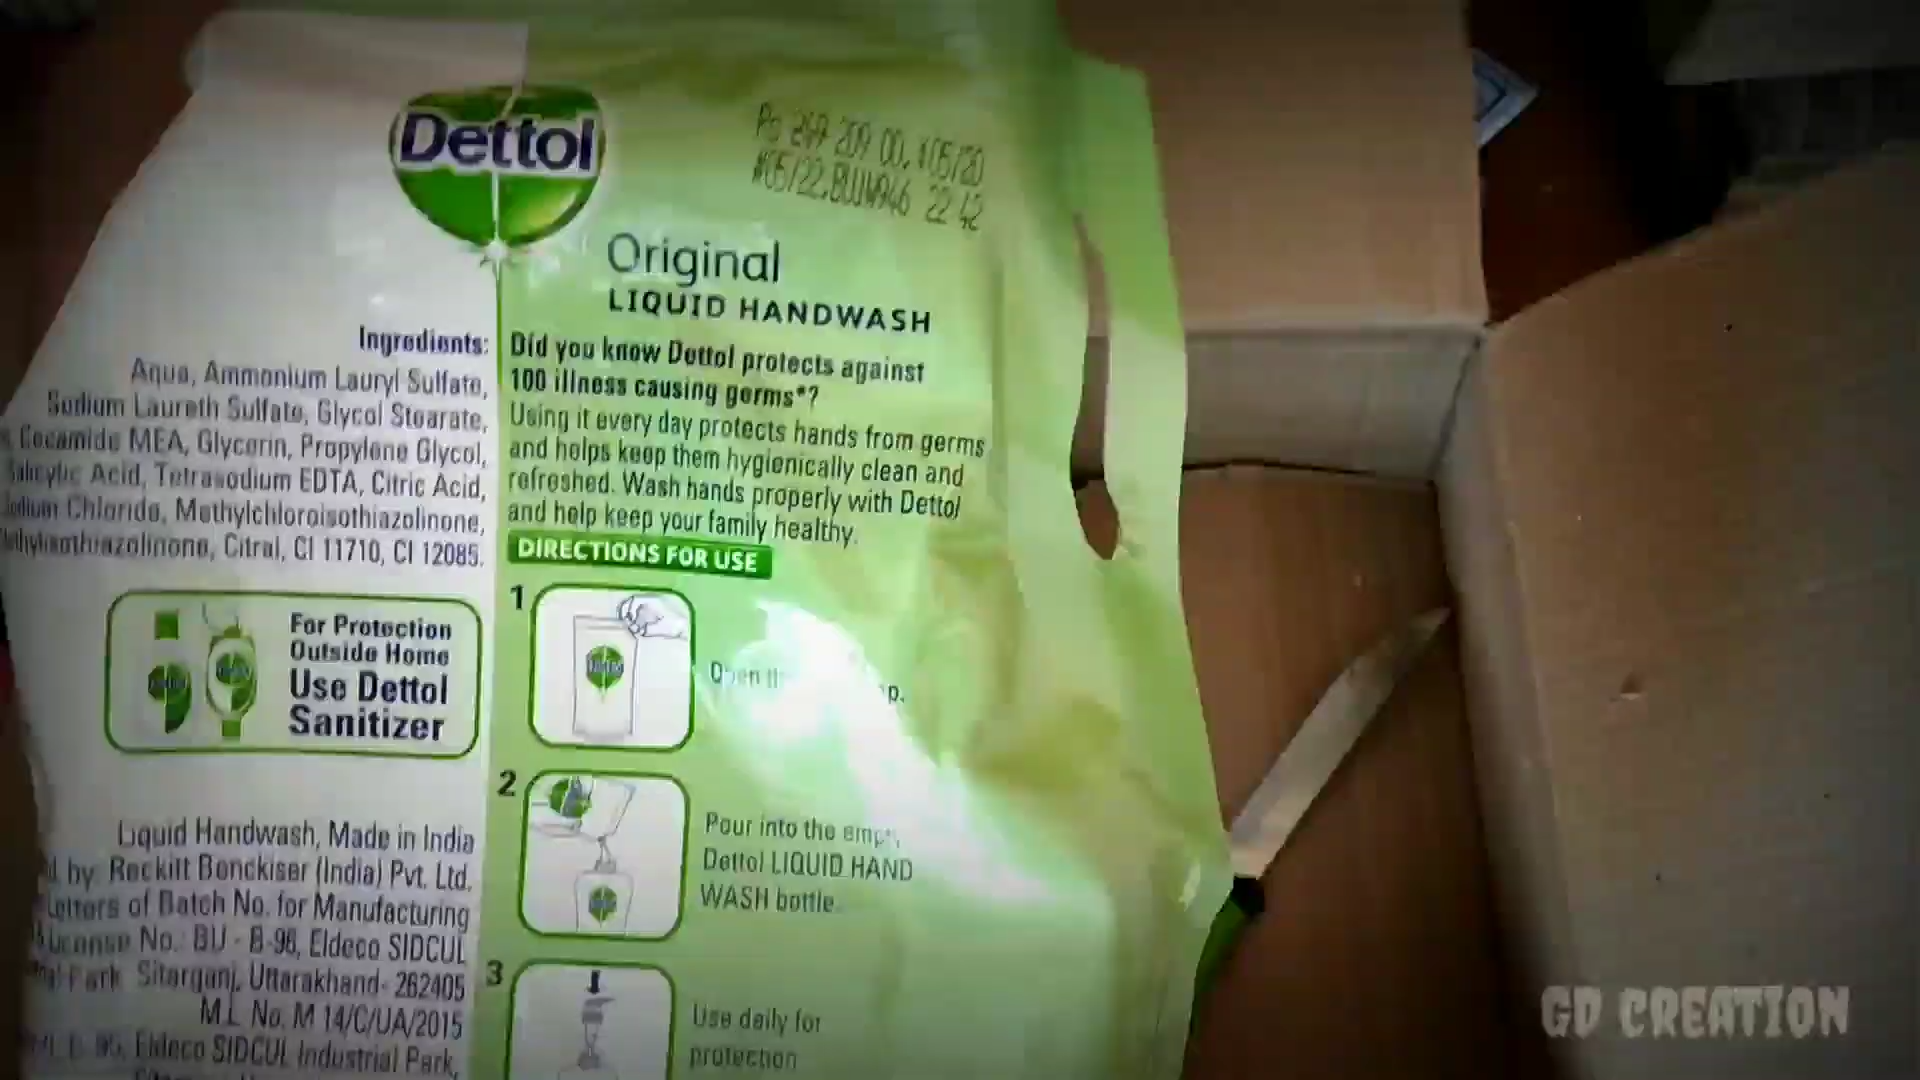 Dettol
05/20
05/22.BUW946 22 42
Original
LIQUID HANDWASH
Ingredients:
Aqua, Ammonium Lauryl Sulfate,
Sodium Laureth Sulfate, Glycol Stearate,
Cocamide MEA, Glycerin, Propylene Glycol,
Salicylic Acid, Tetrasodium EDTA, Citric Acid,
Sodium Chloride, Methylchloroisothiazolinone,
Methylisothiazolinone, Citral, CI 11710, CI 12085.
For Protection
Outside Home
Use Dettol
Sanitizer
Liquid Handwash, Made in India
by: Reckitt Benckiser (India) Pvt. Ltd.
Letters of Batch No. for Manufacturing
License No.: BU - B-96, Eldeco SIDCUL
Park Sitarganj, Uttarakhand- 262405
M.L. No. M 14/C/UA/2015
Eldeco SIDCUL Industrial Park,
Did you know Dettol protects against
100 illness causing germs*?
Using it every day protects hands from germs
and helps keep them hygienically clean and
refreshed. Wash hands properly with Dettol
and help keep your family healthy.
DIRECTIONS FOR USE
1
Open
2
Pour into the
Dettol LIQUID HAND
WASH bottle.
3
Use daily for
protection
GD CREATION